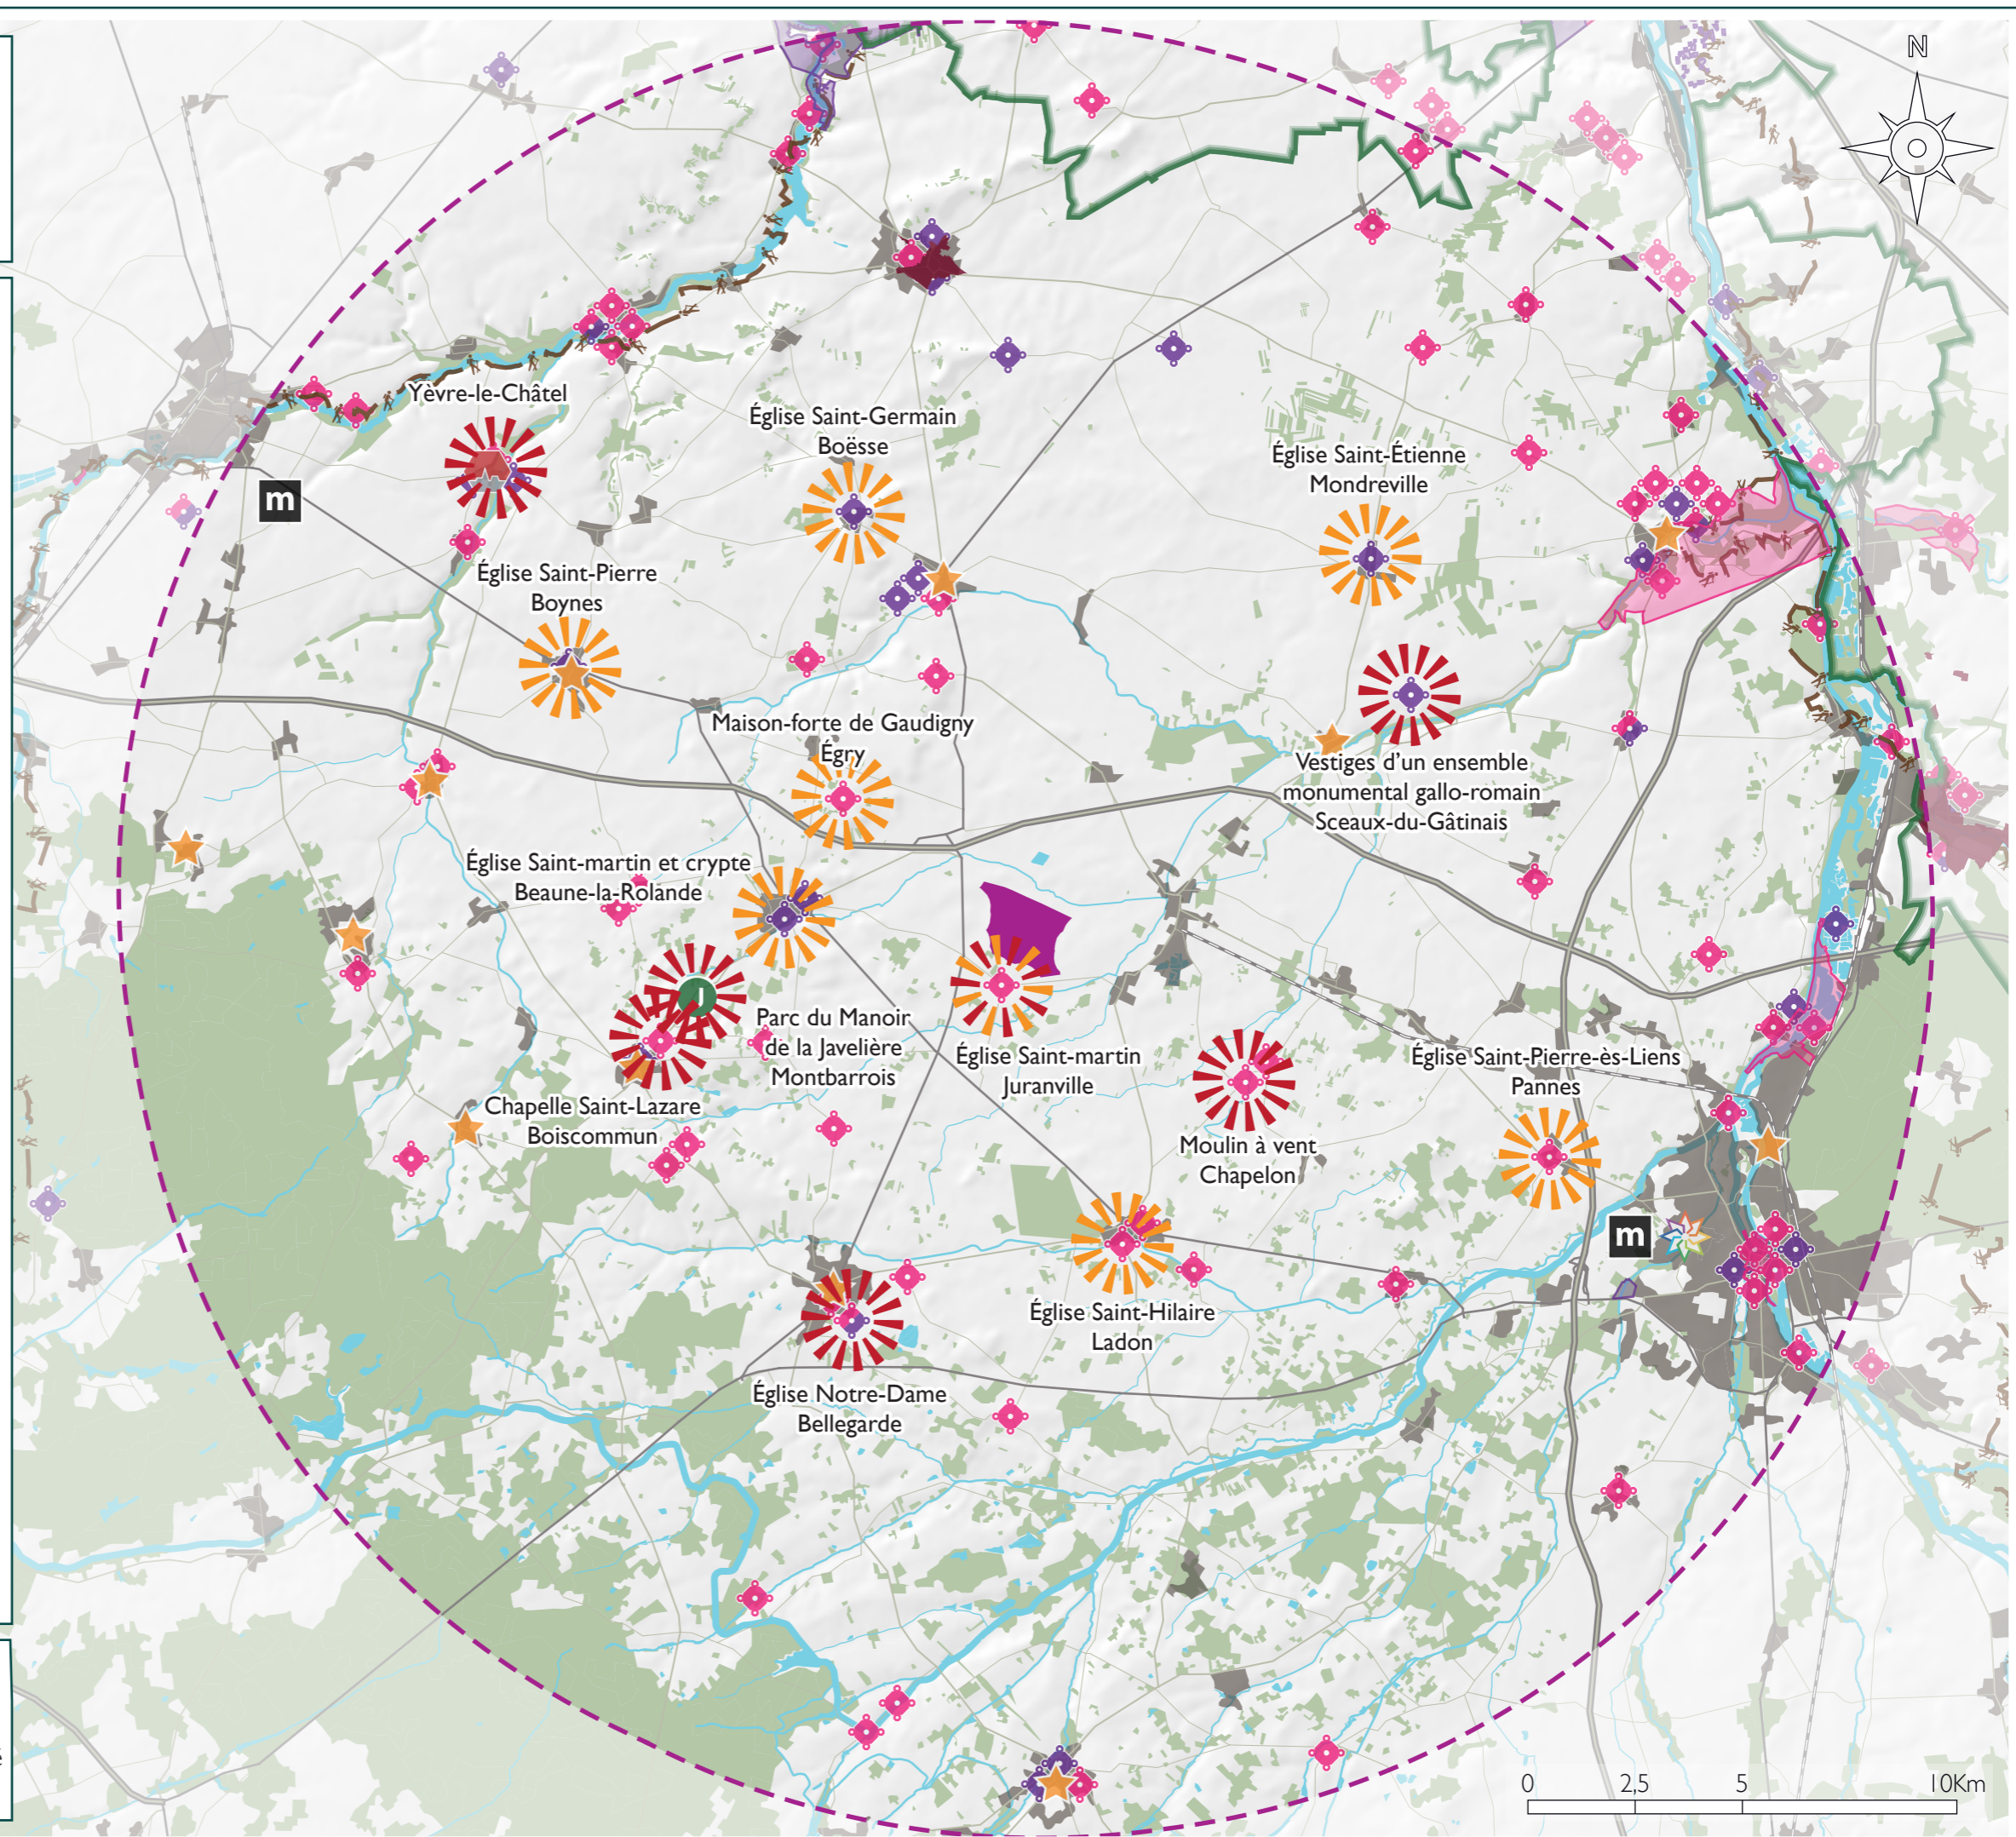 N
Yèvre-le-Châtel
Église Saint-Germain
Boësse
Église Saint-Étienne
Mondreville
m
Église Saint-Pierre
Boynes
Maison-forte de Gaudigny
Égry
Vestiges d'un ensemble
monumental gallo-romain
Sceaux-du-Gâtinais
Église Saint-martin et crypte
Beaune-la-Rolande
J
Parc du Manoir
de la Javelière
Montbarrois
Église Saint-martin
Juranville
Église Saint-Pierre-ès-Liens
Pannes
Chapelle Saint-Lazare
Boiscommun
Moulin à vent
Chapelon
m
Église Saint-Hilaire
Ladon
Église Notre-Dame
Bellegarde
0 2,5 5 10Km